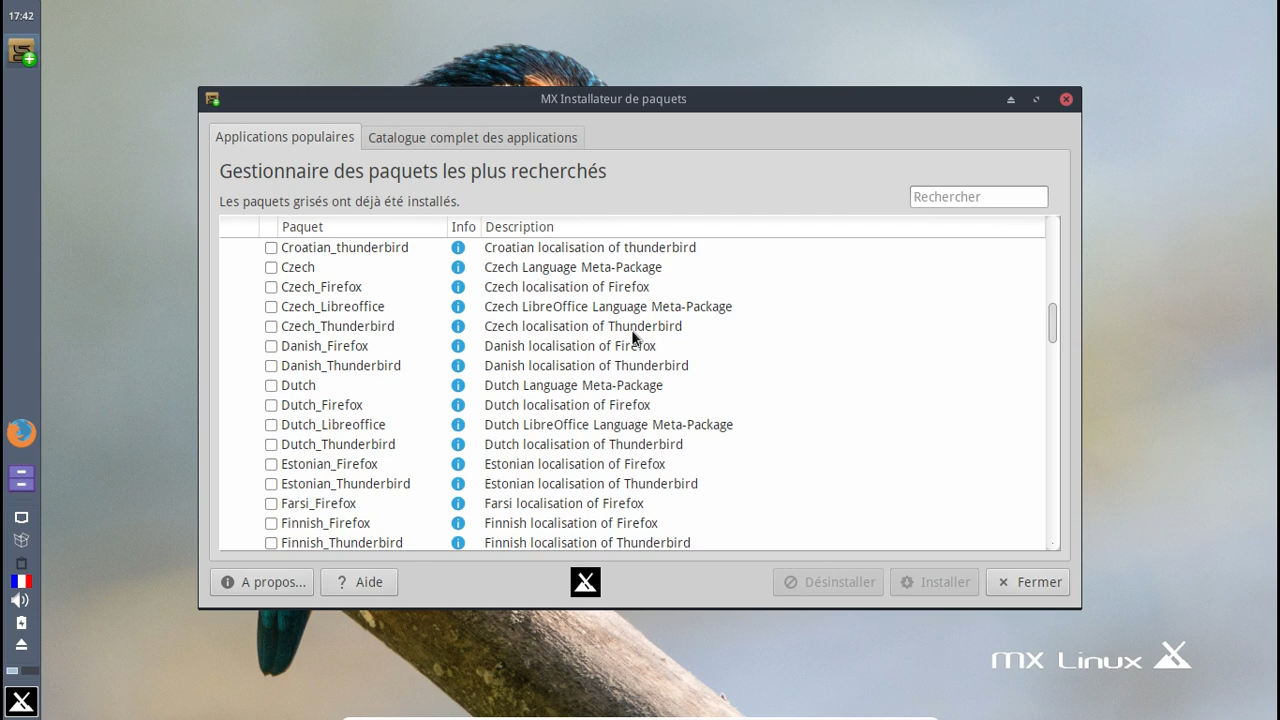 17:42
MX Installateur de paquets
Applications populaires
Catalogue complet des applications
Gestionnaire des paquets les plus recherchés
Les paquets grisés ont déjà été installés.
Rechercher
Paquet Info Description
Croatian_thunderbird Croatian localisation of thunderbird
Czech Czech Language Meta-Package
Czech_Firefox Czech localisation of Firefox
Czech_Libreoffice Czech LibreOffice Language Meta-Package
Czech_Thunderbird Czech localisation of Thunderbird
Danish_Firefox Danish localisation of Firefox
Danish_Thunderbird Danish localisation of Thunderbird
Dutch Dutch Language Meta-Package
Dutch_Firefox Dutch localisation of Firefox
Dutch_Libreoffice Dutch LibreOffice Language Meta-Package
Dutch_Thunderbird Dutch localisation of Thunderbird
Estonian_Firefox Estonian localisation of Firefox
Estonian_Thunderbird Estonian localisation of Thunderbird
Farsi_Firefox Farsi localisation of Firefox
Finnish_Firefox Finnish localisation of Firefox
Finnish_Thunderbird Finnish localisation of Thunderbird
A propos... ? Aide Désinstaller Installer Fermer
mx Linux